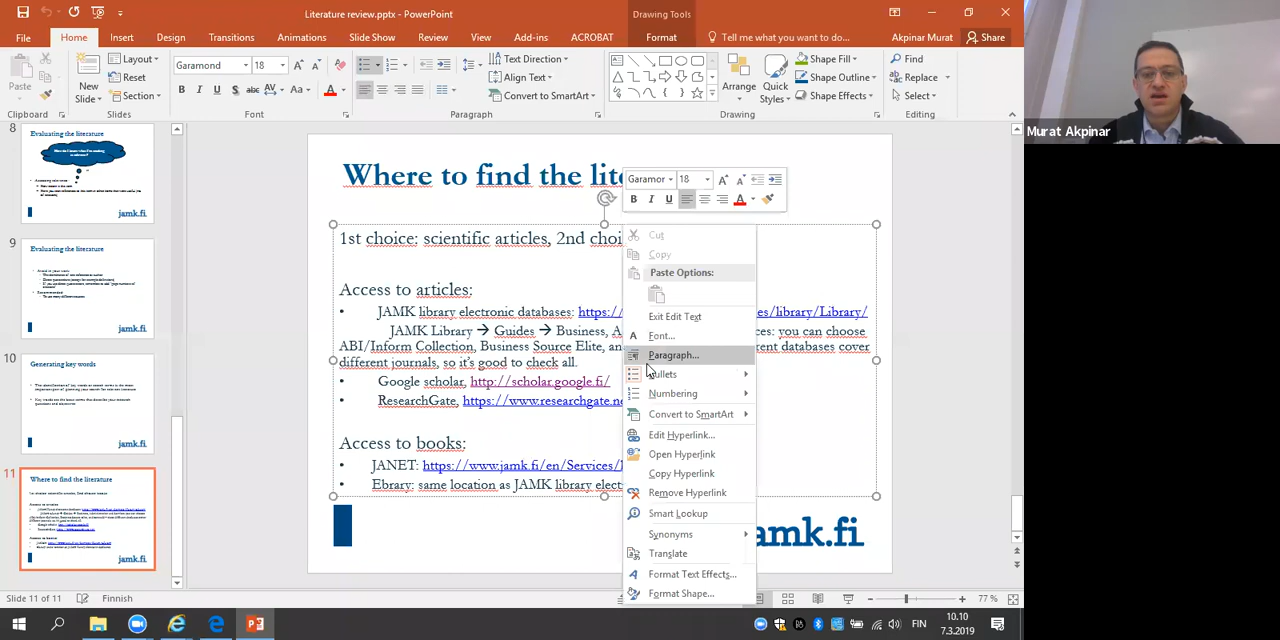 Literature review.pptx - PowerPoint
Drawing Tools
File
Home
Insert
Design
Transitions
Animations
Slide Show
Review
View
Add-ins
ACROBAT
Format
Tell me what you want to do...
Akpinar Murat
Share
Paste
New
Slide
Layout
Reset
Section
Garamond
18
B I U S abc AV Aa A
Text Direction
Align Text
Convert to SmartArt
Arrange
Quick
Styles
Shape Fill
Shape Outline
Shape Effects
Find
Replace
Select
Clipboard
Slides
Font
Paragraph
Drawing
Editing
Murat Akpinar
8
Evaluating the literature
jamk.fi
9
Evaluating the literature
jamk.fi
10
Generating key words
jamk.fi
11
Where to find the literature
jamk.fi
Where to find the lite
Garamor
18
B I U A
1st choice: scientific articles, 2nd choi
Access to articles:
• JAMK library electronic databases: https:/
es/library/Library/
JAMK Library → Guides → Business, A
ces: you can choose
ABI/Inform Collection, Business Source Elite, and
rent databases cover
different journals, so it's good to check all.
• Google scholar, http://scholar.google.fi/
• ResearchGate, https://www.researchgate.ne
Access to books:
• JANET: https://www.jamk.fi/en/Services/
• Ebrary: same location as JAMK library elect
amk.fi
Cut
Copy
Paste Options:
Exit Edit Text
Font...
Paragraph...
ullets
Numbering
Convert to SmartArt
Edit Hyperlink...
Open Hyperlink
Copy Hyperlink
Remove Hyperlink
Smart Lookup
Synonyms
Translate
Format Text Effects...
Format Shape...
Slide 11 of 11
Finnish
77 %
FIN
10.10
7.3.2019